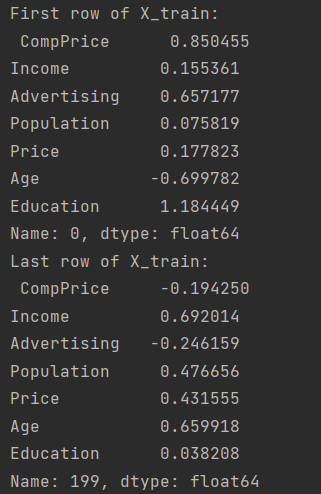 First row of X_train:
 CompPrice      0.850455
Income         0.155361
Advertising    0.657177
Population     0.075819
Price          0.177823
Age           -0.699782
Education      1.184449
Name: 0, dtype: float64
Last row of X_train:
 CompPrice     -0.194250
Income         0.692014
Advertising   -0.246159
Population     0.476656
Price          0.431555
Age            0.659918
Education      0.038208
Name: 199, dtype: float64